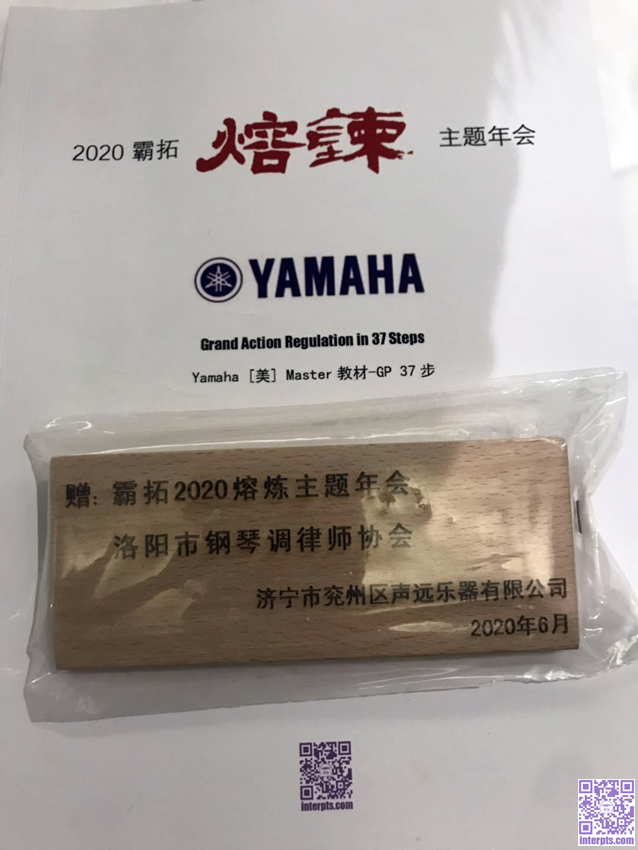 2020 霸拓 熔諫 主题年会
YAMAHA
Grand Action Regulation in 37 Steps
Yamaha [美] Master 教材-GP 37 步
赠: 霸拓2020熔炼主题年会
洛阳市钢琴调律师协会
济宁市兖州区声远乐器有限公司
2020年6月
interpts.com
interpts.com